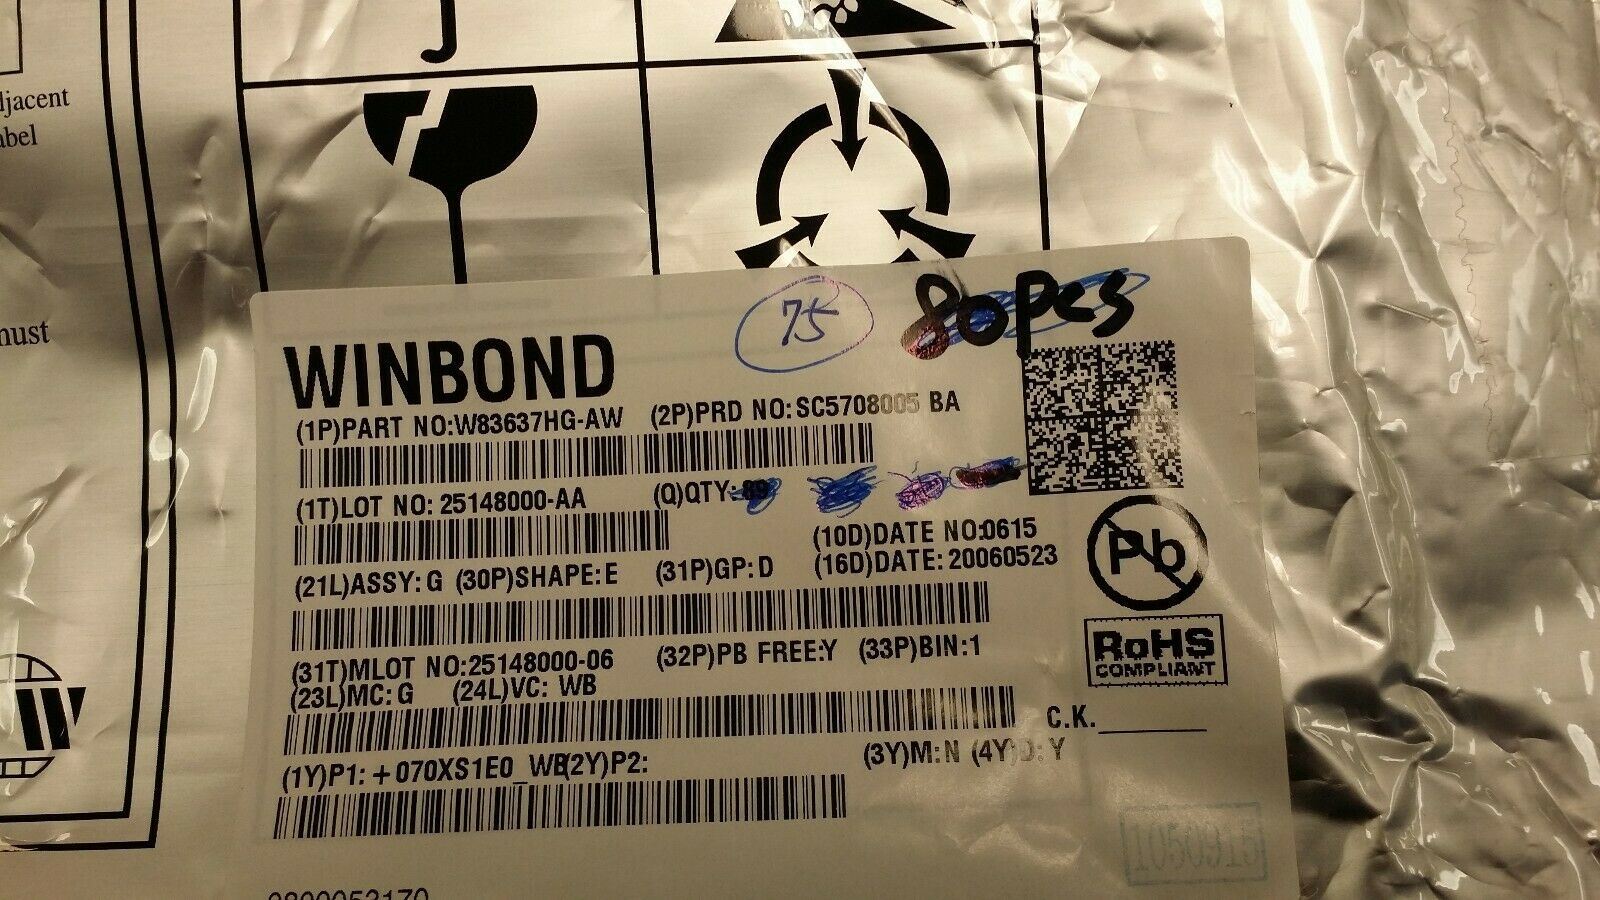 djacent
abel
must
75 80pcs
WINBOND
(1P)PART NO:W83637HG-AW (2P)PRD NO:SC5708005 BA
(1T)LOT NO: 25148000-AA (Q)QTY:
(10D)DATE NO:0615
(21L)ASSY: G (30P)SHAPE: E (31P)GP: D (16D)DATE: 20060523
Pb
(31T)MLOT NO:25148000-06 (32P)PB FREE:Y (33P)BIN:1
RoHS
COMPLIANT
(23L)MC: G (24L)VC: WB
C.K.
(1Y)P1: +070XS1E0_WB(2Y)P2: (3Y)M: N (4Y)D: Y
1050915